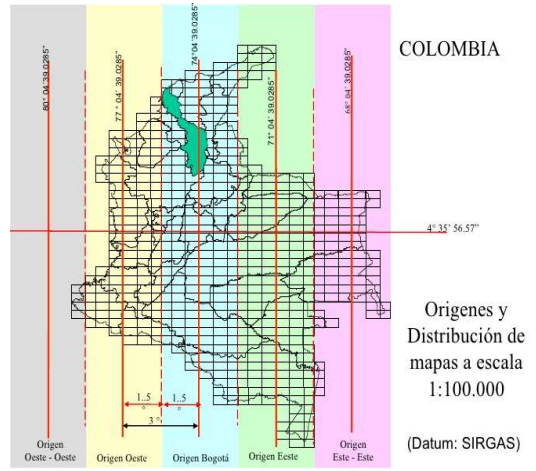 COLOMBIA
80° 04' 39.0285"
77° 04' 39.0285"
74° 04' 39.0285"
71° 04' 39.0285"
68° 04' 39.0285"
4° 35' 56.57"
Origenes y
Distribución de
mapas a escala
1:100.000
(Datum: SIRGAS)
1..5 °
1..5 °
3 °
Origen
Oeste - Oeste
Origen Oeste
Origen Bogotá
Origen Eeste
Origen
Este - Este